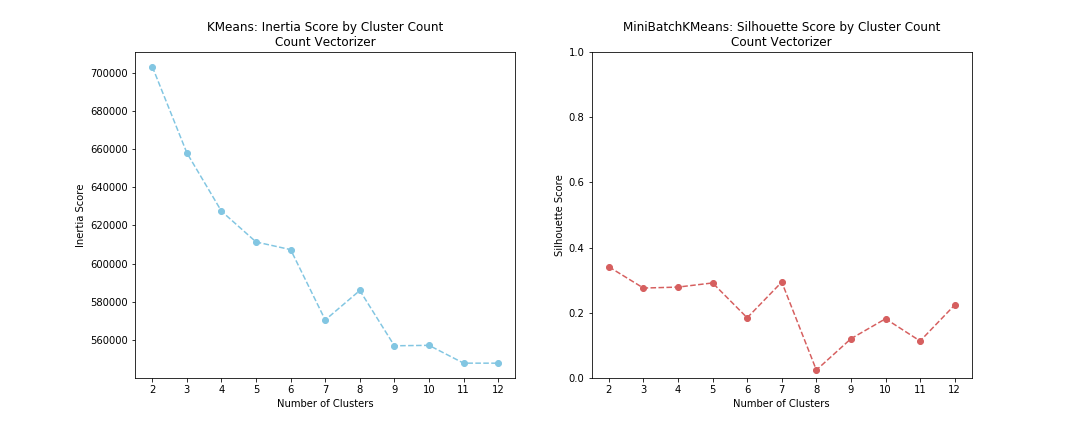 KMeans: Inertia Score by Cluster Count
Count Vectorizer
700000
680000
660000
640000
620000
600000
580000
560000
Inertia Score
2 3 4 5 6 7 8 9 10 11 12
Number of Clusters
MiniBatchKMeans: Silhouette Score by Cluster Count
Count Vectorizer
1.0
0.8
0.6
0.4
0.2
0.0
Silhouette Score
2 3 4 5 6 7 8 9 10 11 12
Number of Clusters